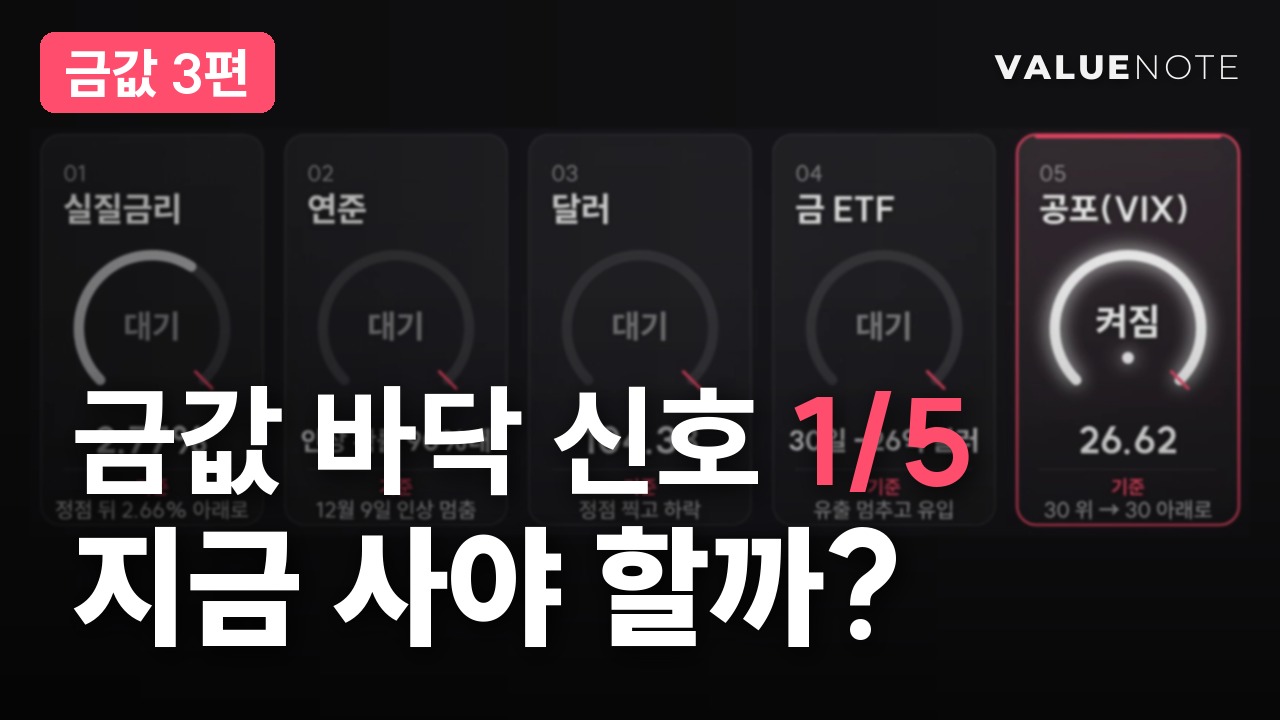 금값 3편
VALUENOTE
01
실질금리
대기
정점 뒤 2.66% 아래로
02
연준
대기
12월 9일 인상 멈춤
03
달러
대기
정점 찍고 하락
04
금 ETF
대기
기준
유출 멈추고 유입
05
공포(VIX)
켜짐
26.62
기준
30 위 → 30 아래로
금값 바닥 신호 1/5
지금 사야 할까?